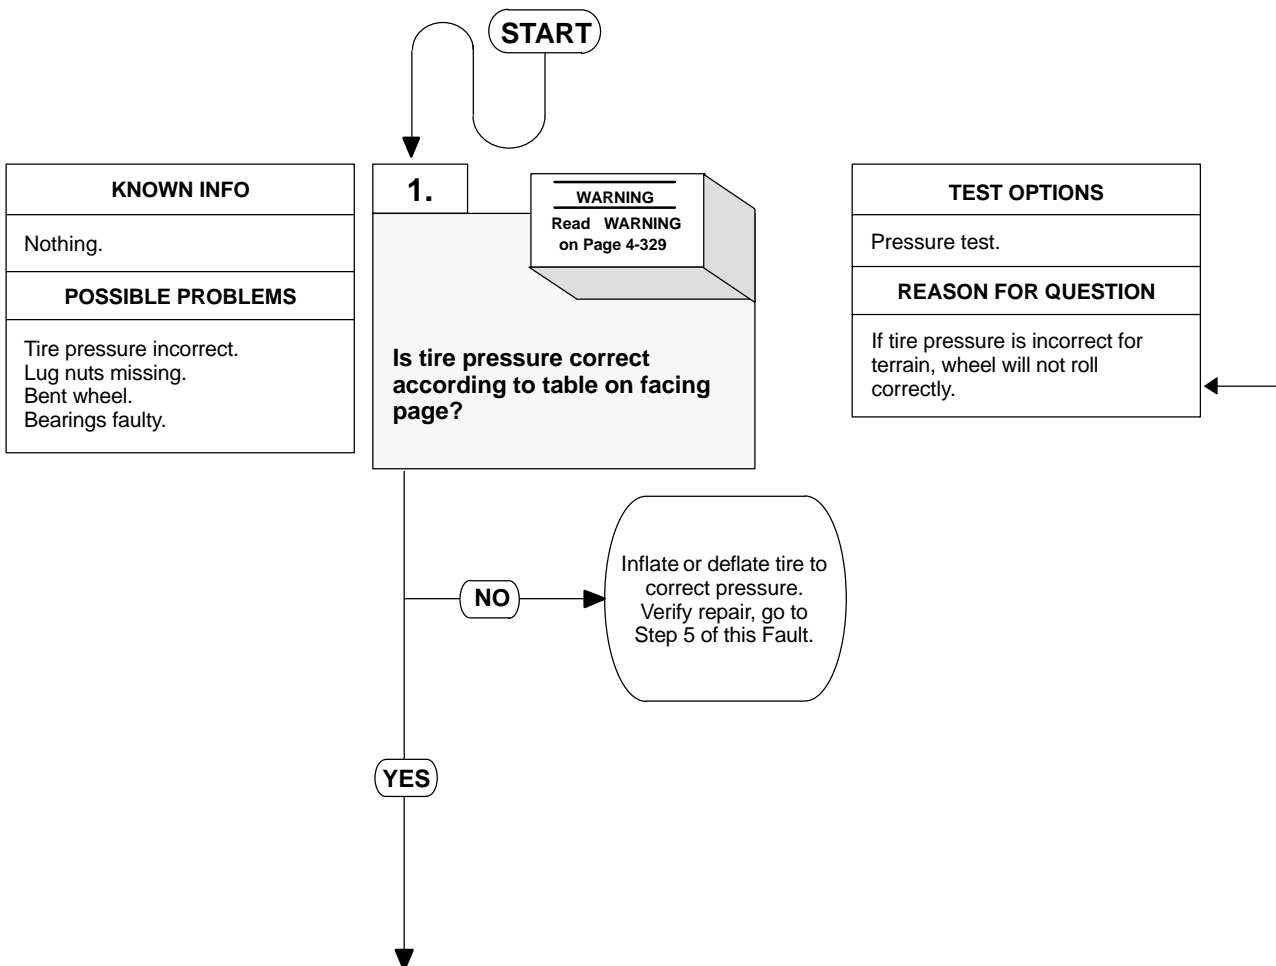 START
KNOWN INFO
Nothing.
POSSIBLE PROBLEMS
Tire pressure incorrect.
Lug nuts missing.
Bent wheel.
Bearings faulty.
1.
WARNING
Read WARNING
on Page 4-329
Is tire pressure correct
according to table on facing
page?
TEST OPTIONS
Pressure test.
REASON FOR QUESTION
If tire pressure is incorrect for
terrain, wheel will not roll
correctly.
NO
Inflate or deflate tire to
correct pressure.
Verify repair, go to
Step 5 of this Fault.
YES